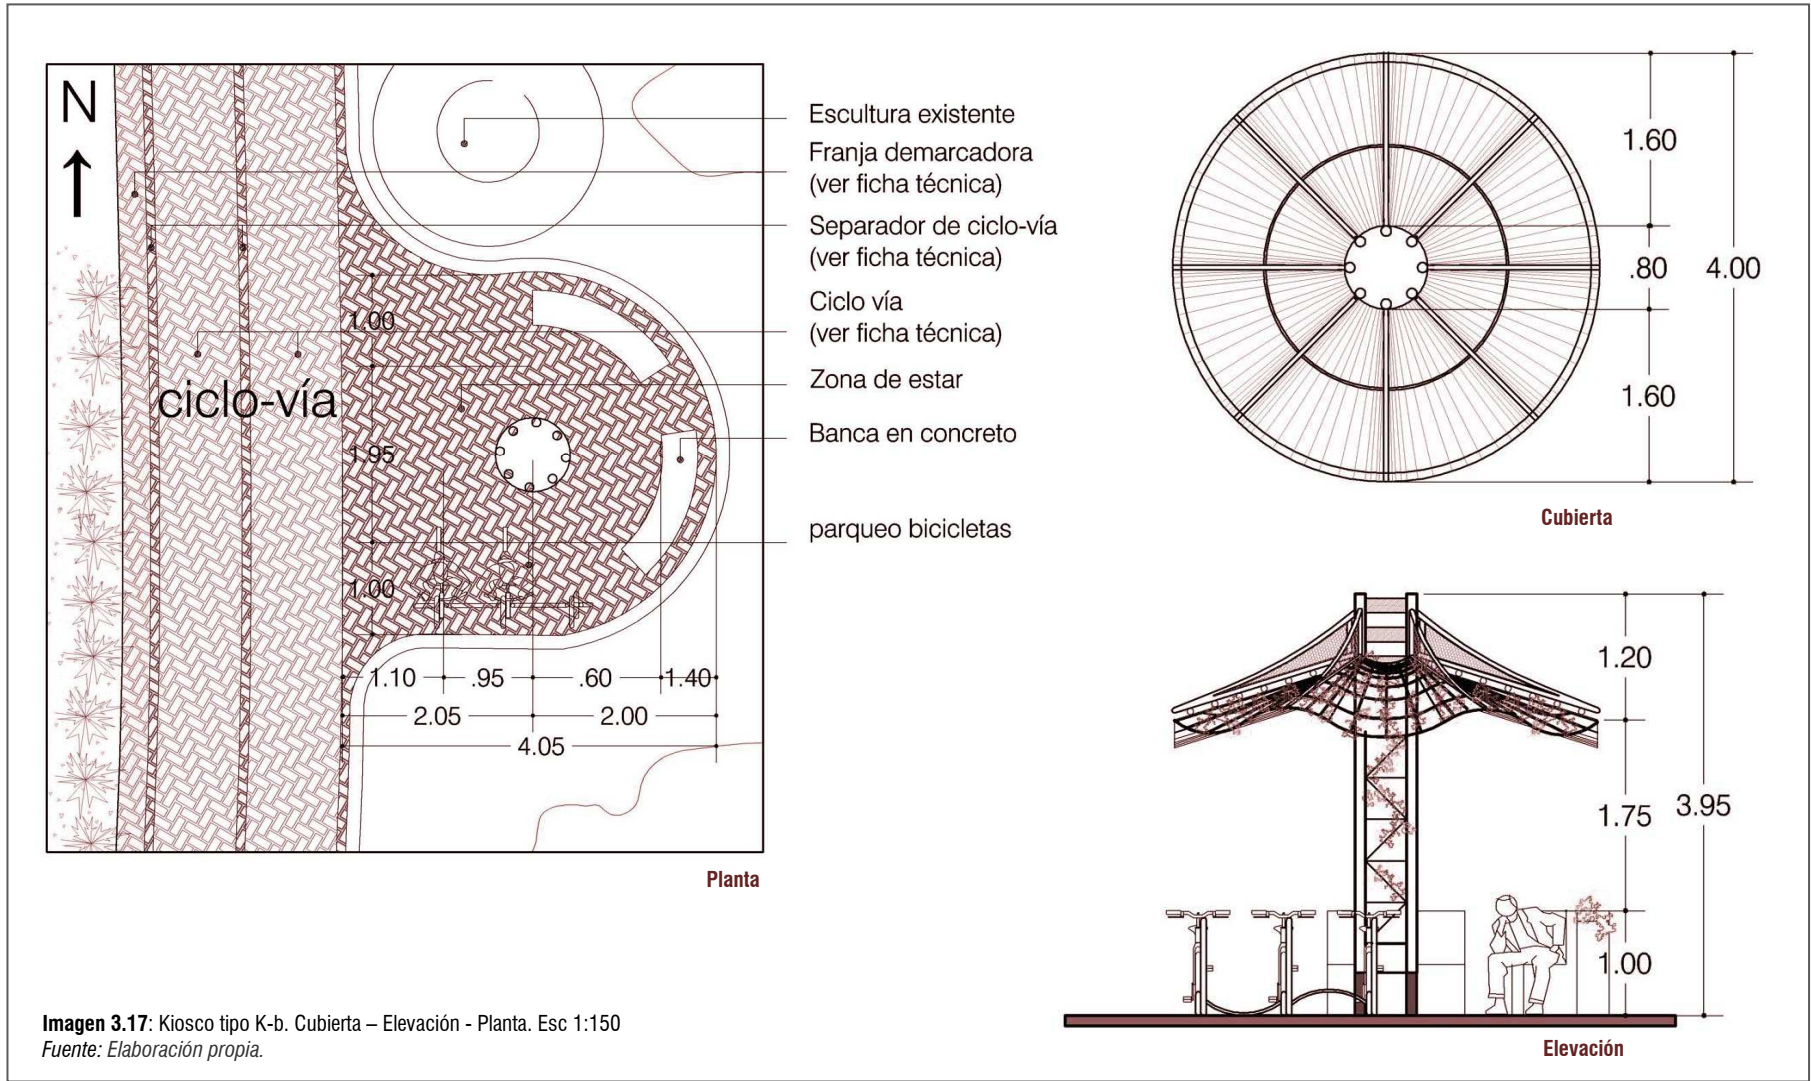 N
ciclo-vía
1.00
1.95
1.00
1.10
.95
.60
1.40
2.05
2.00
4.05
Planta
Escultura existente
Franja demarcadora
(ver ficha técnica)
Separador de ciclo-vía
(ver ficha técnica)
Ciclo vía
(ver ficha técnica)
Zona de estar
Banca en concreto
parqueo bicicletas
1.60
.80
4.00
1.60
Cubierta
1.20
1.75
3.95
1.00
Elevación
Imagen 3.17: Kiosco tipo K-b. Cubierta – Elevación - Planta. Esc 1:150
Fuente: Elaboración propia.